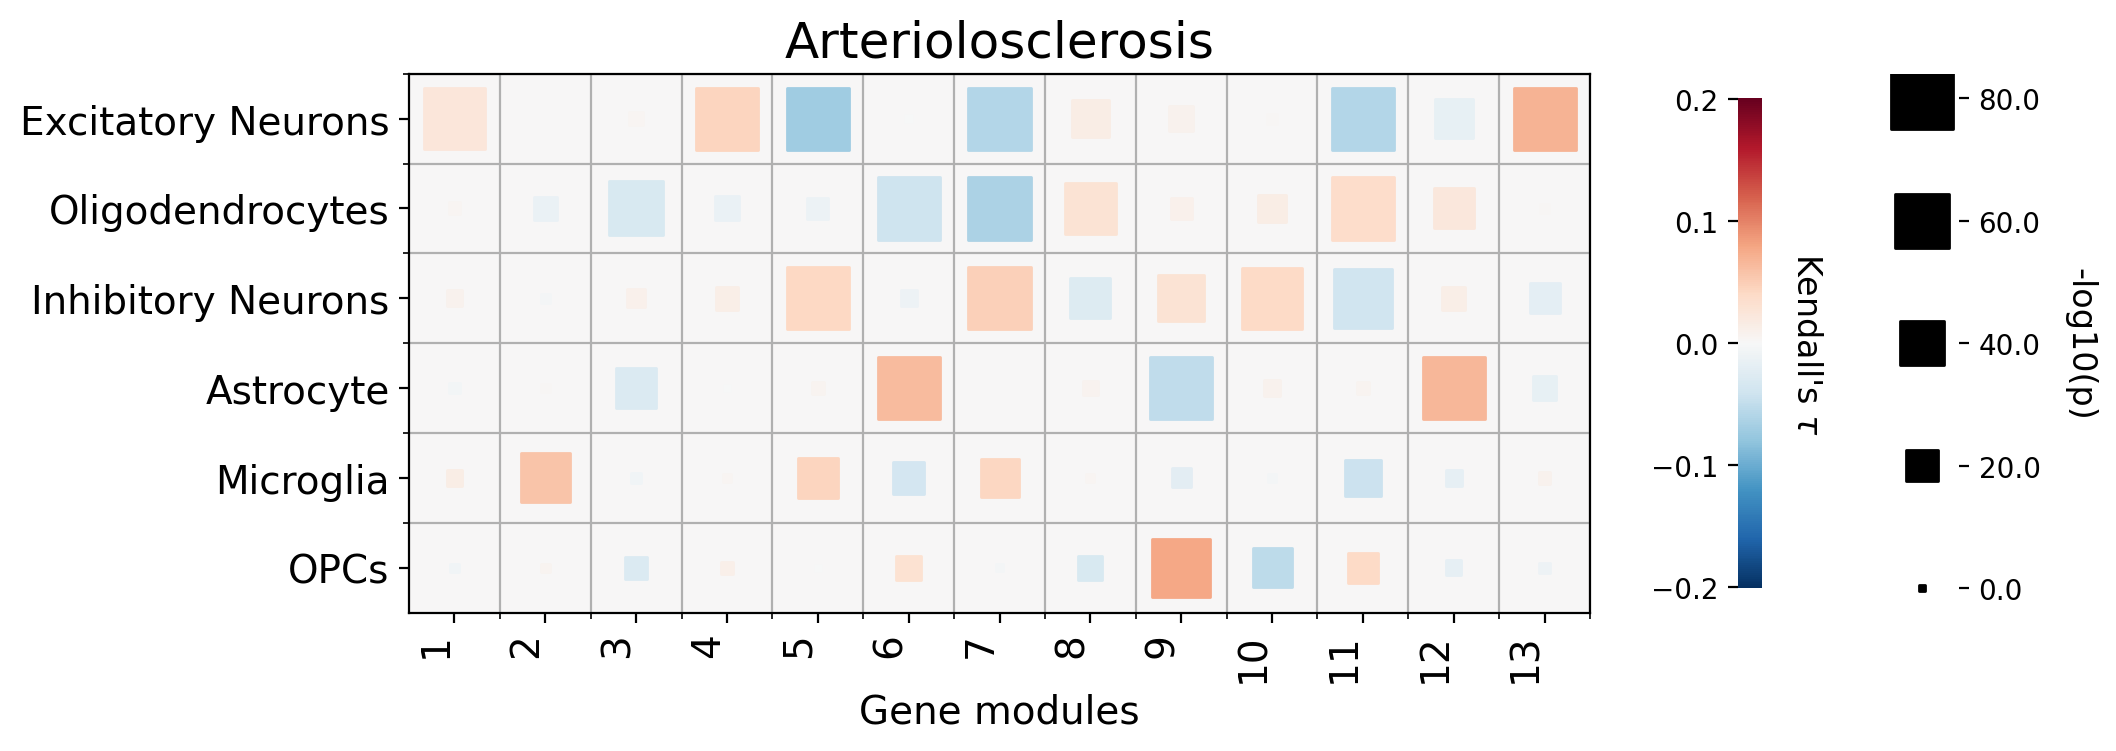 Arteriolosclerosis
Excitatory Neurons
Oligodendrocytes
Inhibitory Neurons
Astrocyte
Microglia
OPCs
1 2 3 4 5 6 7 8 9 10 11 12 13
Gene modules
0.2
0.1
0.0
−0.1
−0.2
Kendall's τ
80.0
60.0
40.0
20.0
0.0
-log10(p)